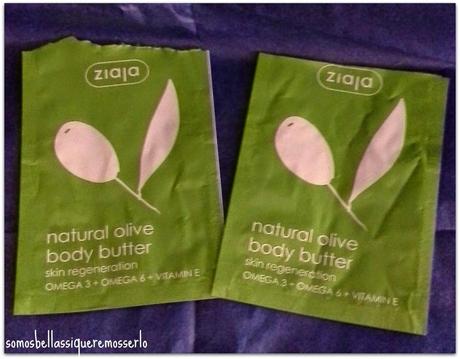 ziaja
natural olive
body butter
skin regeneration
OMEGA 3 + OMEGA 6 + VITAMIN E
ziaja
natural olive
body butter
skin regeneration
OMEGA 3 + OMEGA 6 + VITAMIN E
somosbellassiqueremosserlo